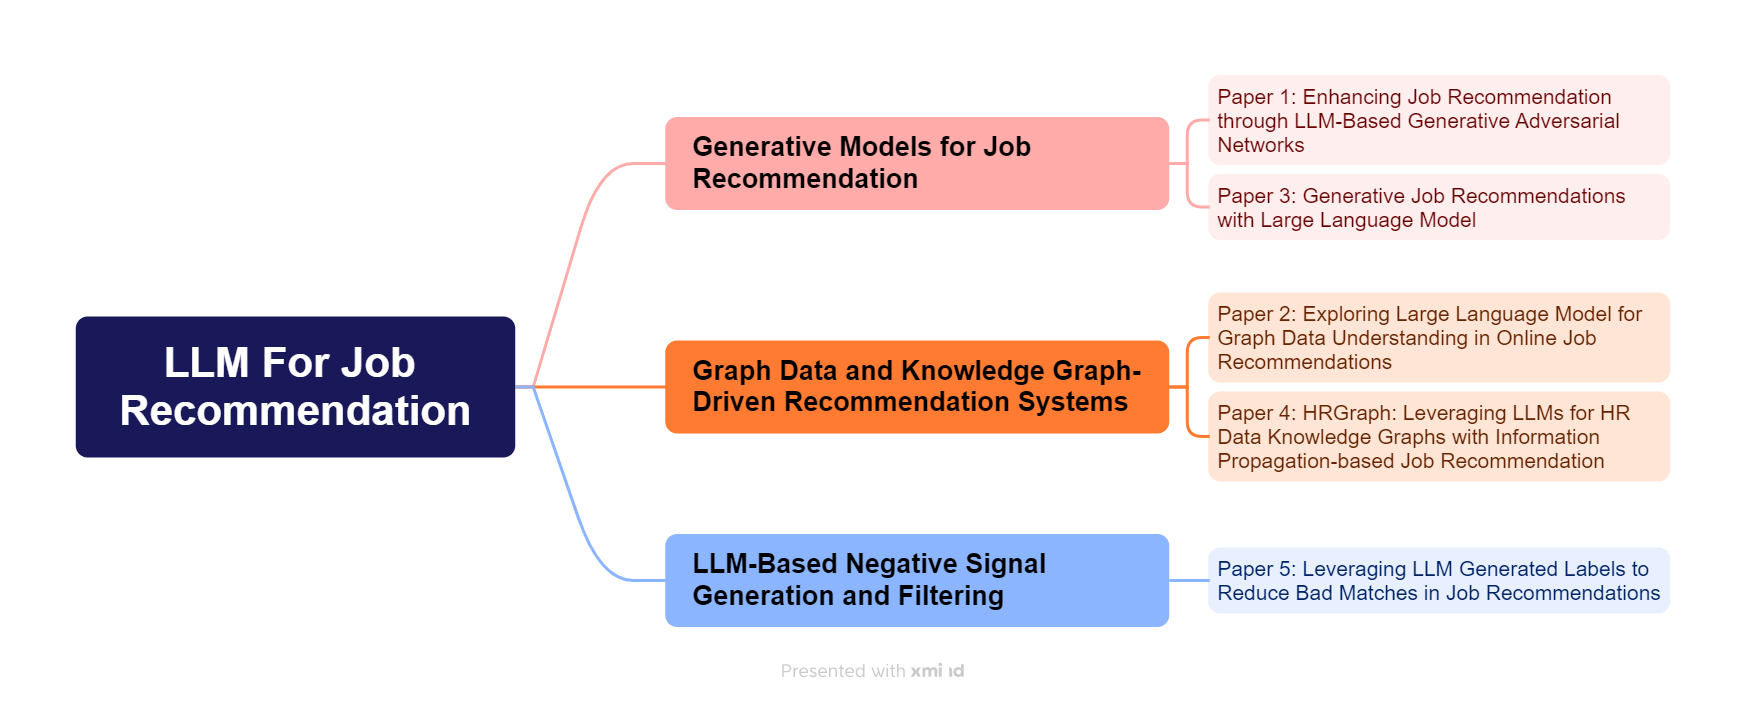 LLM For Job
Recommendation
Generative Models for Job
Recommendation
Paper 1: Enhancing Job Recommendation
through LLM-Based Generative Adversarial
Networks
Paper 3: Generative Job Recommendations
with Large Language Model
Graph Data and Knowledge Graph-
Driven Recommendation Systems
Paper 2: Exploring Large Language Model for
Graph Data Understanding in Online Job
Recommendations
Paper 4: HRGraph: Leveraging LLMs for HR
Data Knowledge Graphs with Information
Propagation-based Job Recommendation
LLM-Based Negative Signal
Generation and Filtering
Paper 5: Leveraging LLM Generated Labels to
Reduce Bad Matches in Job Recommendations
Presented with xmind